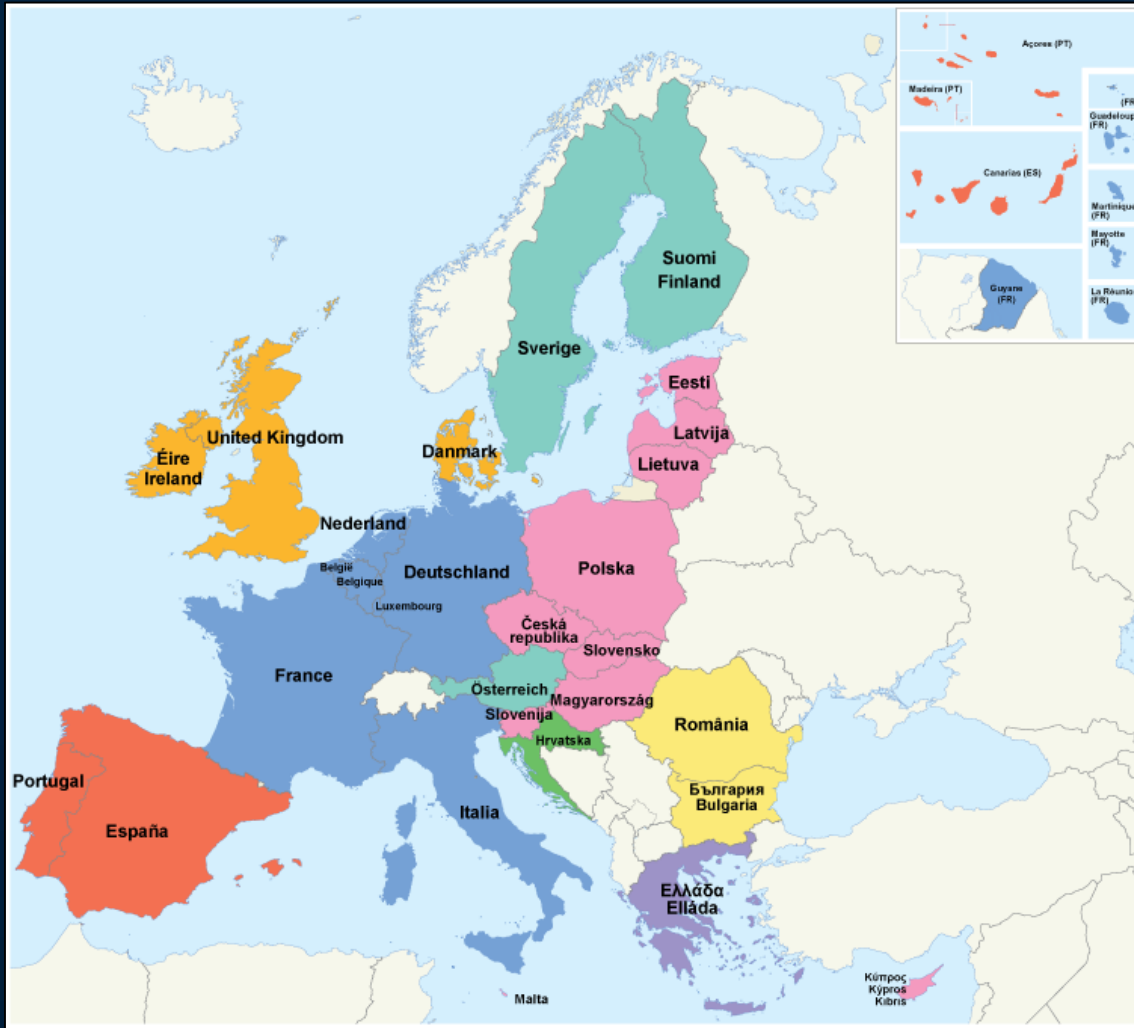 Açores (PT)
Madeira (PT)
(FR
Guadeloup
(FR)
Canarias (ES)
Martinique
(FR)
Mayotte
(FR)
Guyane
(FR)
La Réunion
(FR)
Suomi
Finland
Sverige
Eesti
Latvija
Lietuva
United Kingdom
Éire
Ireland
Danmark
Nederland
België
Belgique
Deutschland
Luxembourg
Polska
Česká
republika
Slovensko
France
Österreich
Magyarország
Slovenija
Hrvatska
România
България
Bulgaria
Portugal
España
Italia
Ελλάδα
Elláda
Malta
Κύπρος
Kýpros
Kıbrıs